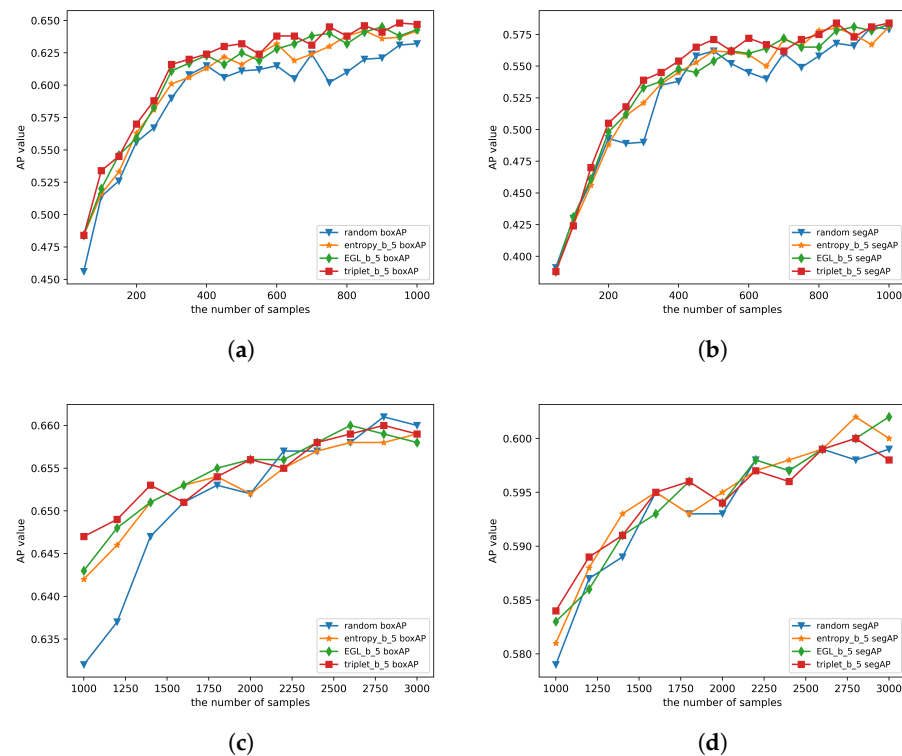 0.650
0.625
0.600
0.575
0.550
0.525
0.500
0.475
0.450
AP value
200 400 600 800 1000
the number of samples
random boxAP
entropy_b_5 boxAP
EGL_b_5 boxAP
triplet_b_5 boxAP
(a)
0.575
0.550
0.525
0.500
0.475
0.450
0.425
0.400
AP value
200 400 600 800 1000
the number of samples
random segAP
entropy_b_5 segAP
EGL_b_5 segAP
triplet_b_5 segAP
(b)
0.660
0.655
0.650
0.645
0.640
0.635
AP value
1000 1250 1500 1750 2000 2250 2500 2750 3000
the number of samples
random boxAP
entropy_b_5 boxAP
EGL_b_5 boxAP
triplet_b_5 boxAP
(c)
0.600
0.595
0.590
0.585
0.580
AP value
1000 1250 1500 1750 2000 2250 2500 2750 3000
the number of samples
random segAP
entropy_b_5 segAP
EGL_b_5 segAP
triplet_b_5 segAP
(d)